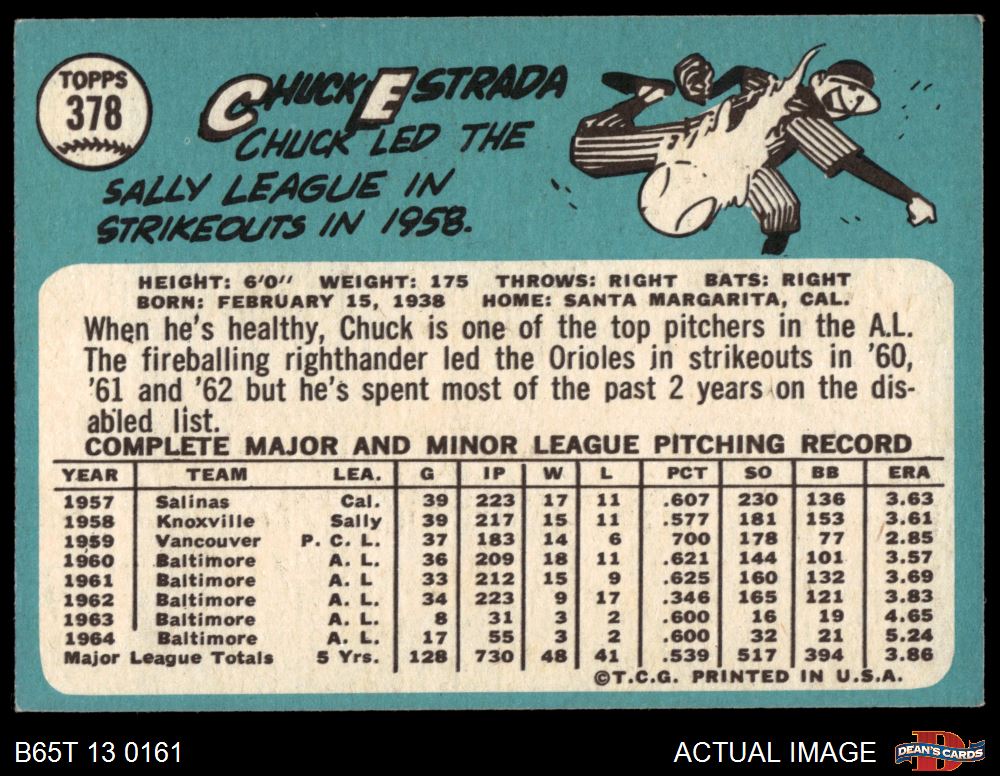 TOPPS
378
CHUCK ESTRADA
CHUCK LED THE
SALLY LEAGUE IN
STRIKEOUTS IN 1958.
HEIGHT: 6'0" WEIGHT: 175 THROWS: RIGHT BATS: RIGHT
BORN: FEBRUARY 15, 1938 HOME: SANTA MARGARITA, CAL.
When he's healthy, Chuck is one of the top pitchers in the A.L.
The fireballing righthander led the Orioles in strikeouts in '60,
'61 and '62 but he's spent most of the past 2 years on the dis-
abled list.
COMPLETE MAJOR AND MINOR LEAGUE PITCHING RECORD
YEAR TEAM LEA. G IP W L PCT SO BB ERA
1957 Salinas Cal. 39 223 17 11 .607 230 136 3.63
1958 Knoxville Sally 39 217 15 11 .577 181 153 3.61
1959 Vancouver P. C. L. 37 183 14 6 700 178 77 2.85
1960 Baltimore A. L. 36 209 18 11 .621 144 101 3.57
1961 Baltimore A. L 33 212 15 9 .625 160 132 3.69
1962 Baltimore A. L. 34 223 9 17 .346 165 121 3.83
1963 Baltimore A. L. 8 31 3 2 .600 16 19 4.65
1964 Baltimore A. L. 17 55 3 2 .600 32 21 5.24
Major League Totals 5 Yrs. 128 730 48 41 .539 517 394 3.86
©T.C.G. PRINTED IN U.S.A.
B65T 13 0161 ACTUAL IMAGE DEAN'S CARDS